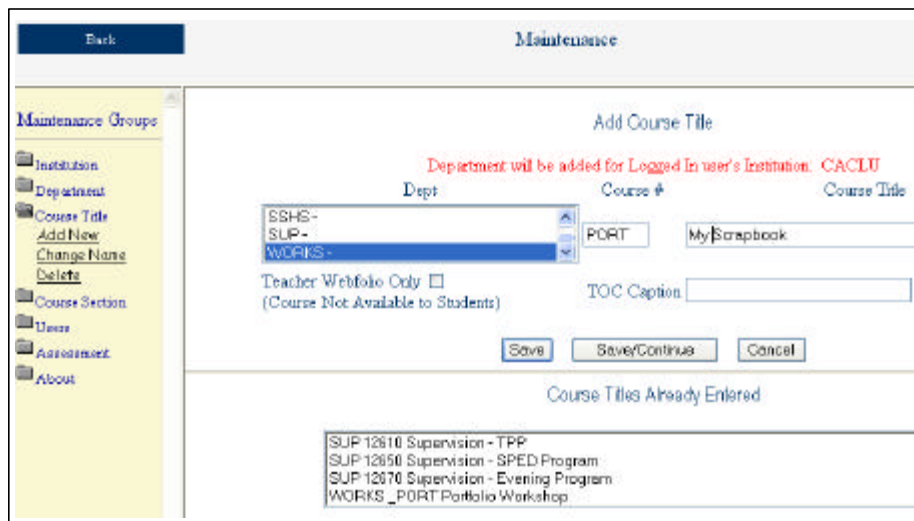 Back
Maintenance
Maintenance Groups
Institution
Department
Course Title
Add New
Change Name
Delete
Course Section
Users
Assessment
About
Add Course Title
Department will be added for Logged In user's Institution: CACLU
Dept Course # Course Title
SSHS -
SUP -
WORKS -
PORT
My Scrapbook
Teacher Webfolio Only
(Course Not Available to Students)
TOC Caption
Save Save/Continue Cancel
Course Titles Already Entered
SUP 12610 Supervision - TPP
SUP 12650 Supervision - SPED Program
SUP 12670 Supervision - Evening Program
WORKS _PORT Portfolio Workshop